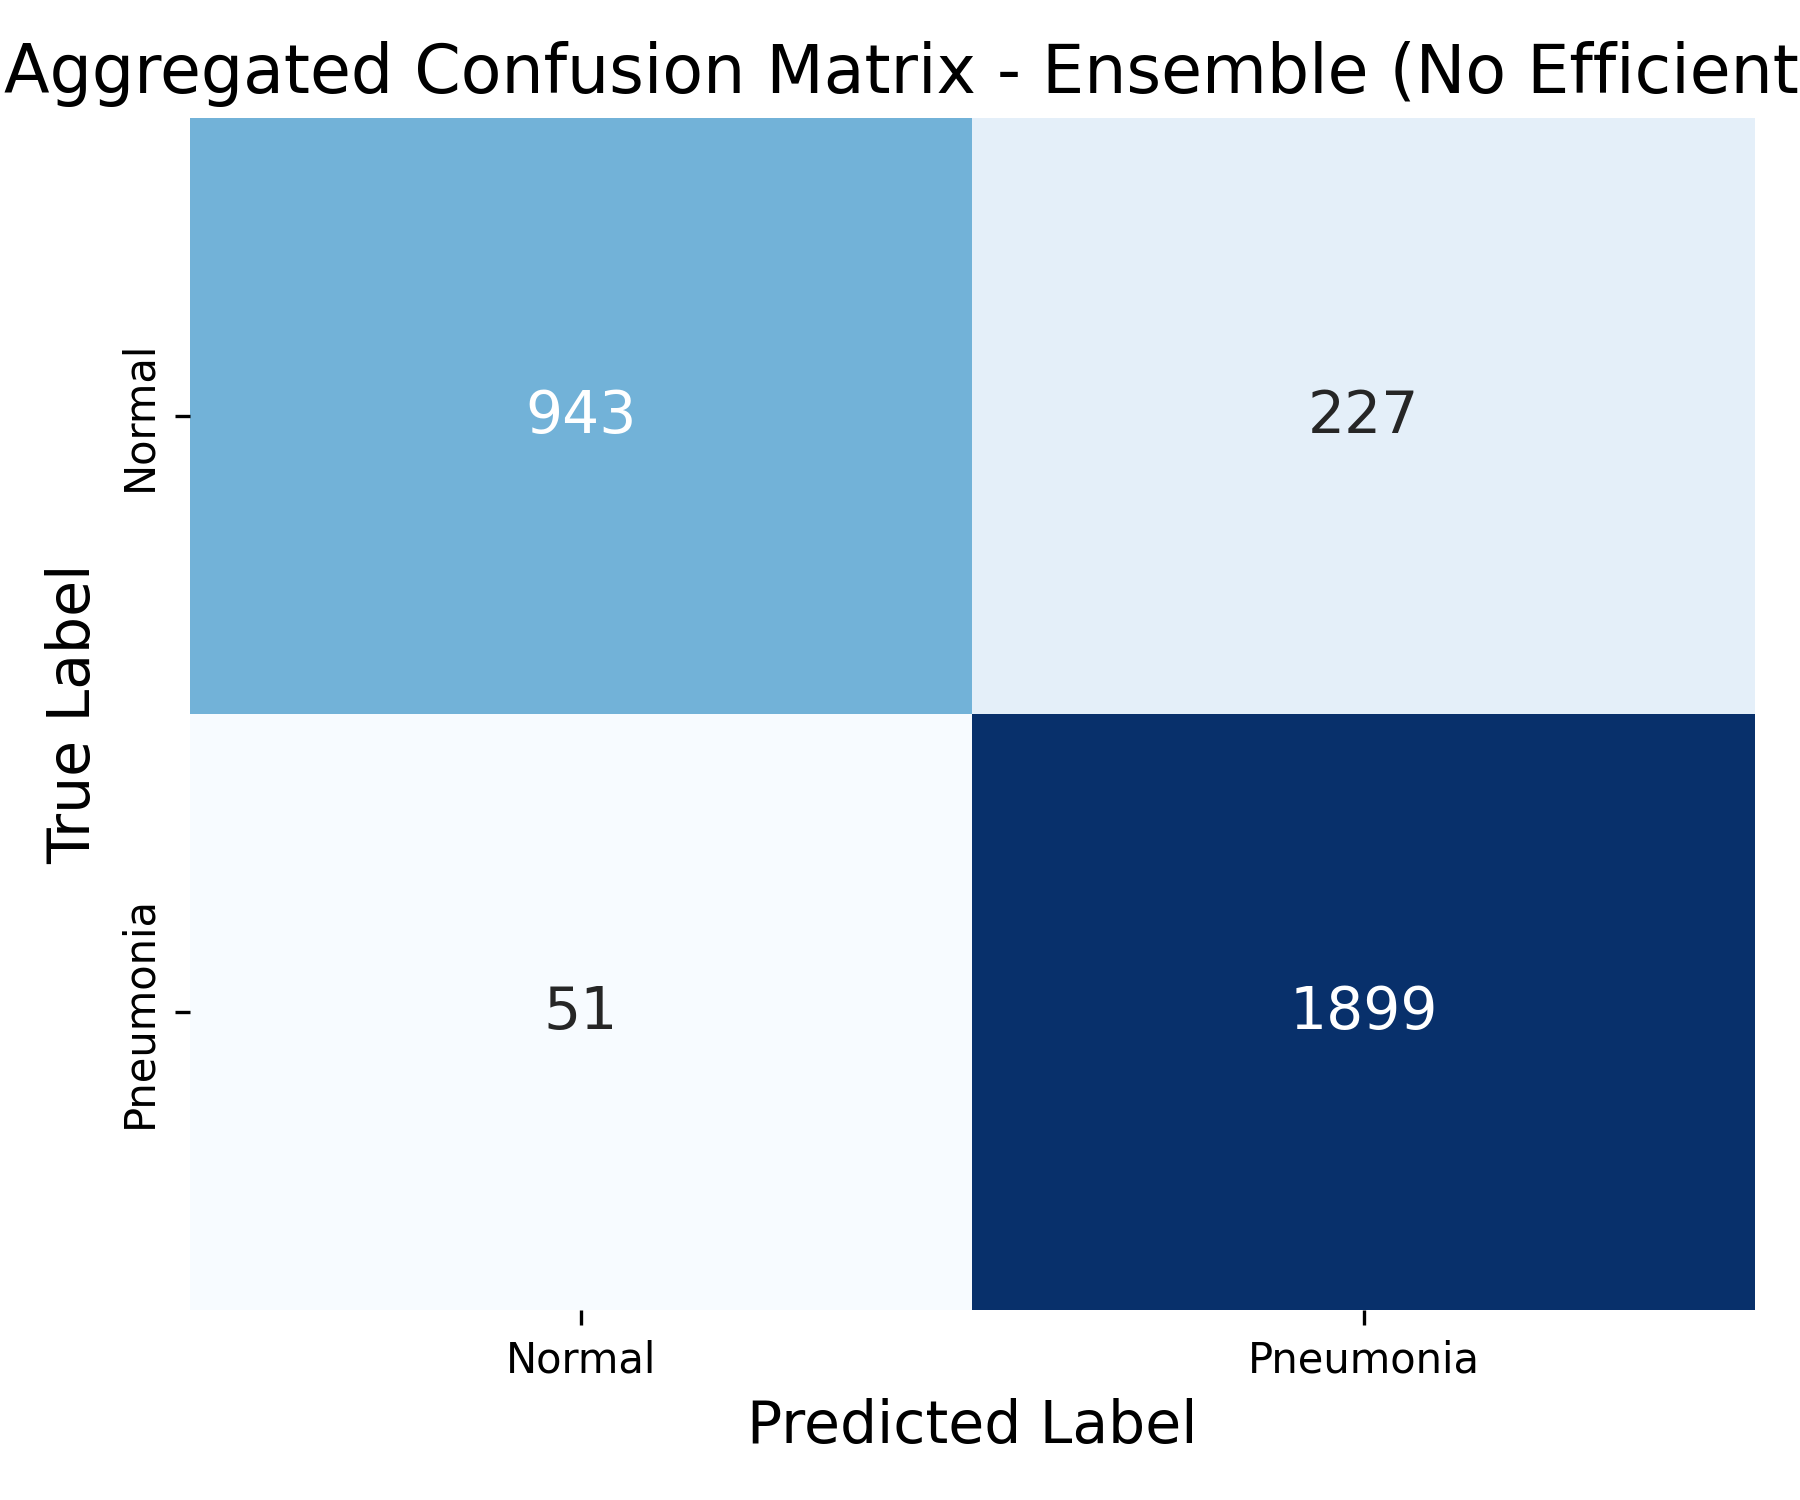 Aggregated Confusion Matrix - Ensemble (No Efficient
True Label
Normal
943
227
Pneumonia
51
1899
Normal
Pneumonia
Predicted Label